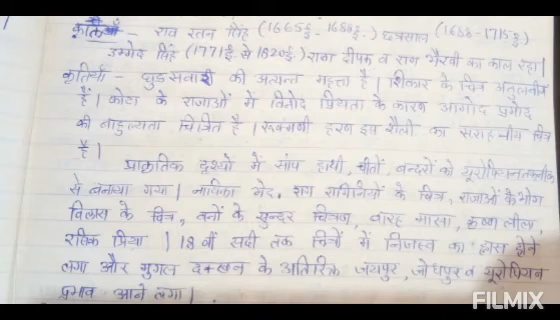 कृतियाँ - राव रतन सिंह (1665ई.-1688ई.) छत्रसाल (1688-1715ई)
उम्मेद सिंह (1771ई. से 1820ई.) राग दीपक व राग भैरवी का काल रहा।
कृतियाँ - घुड़सवारी की अत्यन्त महत्ता है। शिकार के चित्र अतुलनीय
हैं। कोटा के राजाओं में विनोद प्रियता के कारण आमोद प्रमोद
की बाहुल्यता चित्रित है। रूक्मणी हरण इस शैली का सराहनीय चित्र
है।
प्राकृतिक दृश्यों में सांप, हाथी, चीतों, बन्दरों को यूरोपियन तकनीक
से बनाया गया। नायिका भेद, राग रागिनियों के चित्र, राजाओं के भोग
विलास के चित्र, वनों के सुन्दर चित्रण, बारह मासा, कृष्ण लीला,
रसिक प्रिया। 18 वीं सदी तक चित्रों में निजत्व का ह्रास होने
लगा और मुगल दक्खन के अतिरिक्त जयपुर, जोधपुर व यूरोपियन
प्रभाव आने लगा।
FILMIX